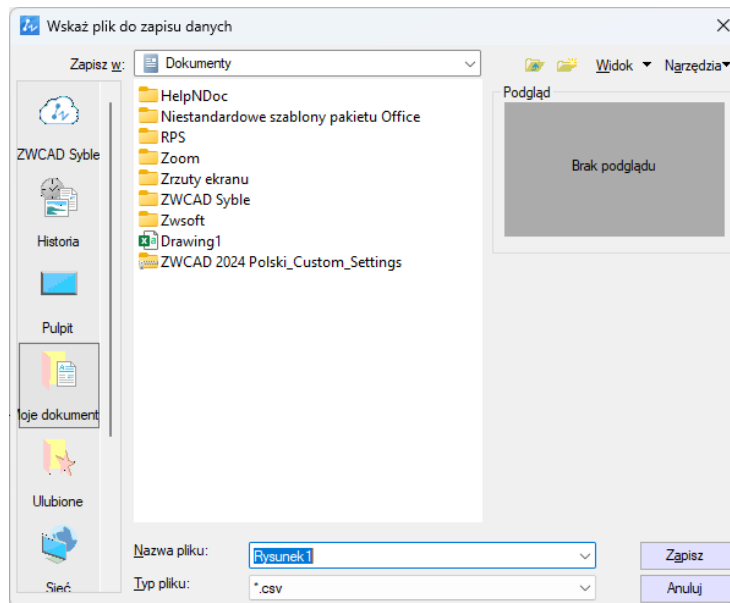 Wskaż plik do zapisu danych
Zapisz w:
Dokumenty
Widok
Narzędzia
ZWCAD Syble
Historia
Pulpit
Moje dokument
Ulubione
Sieć
HelpNDoc
Niestandardowe szablony pakietu Office
RPS
Zoom
Zrzuty ekranu
ZWCAD Syble
Zwsoft
Drawing1
ZWCAD 2024 Polski_Custom_Settings
Podgląd
Brak podglądu
Nazwa pliku:
Rysunek1
Zapisz
Typ pliku:
*.csv
Anuluj